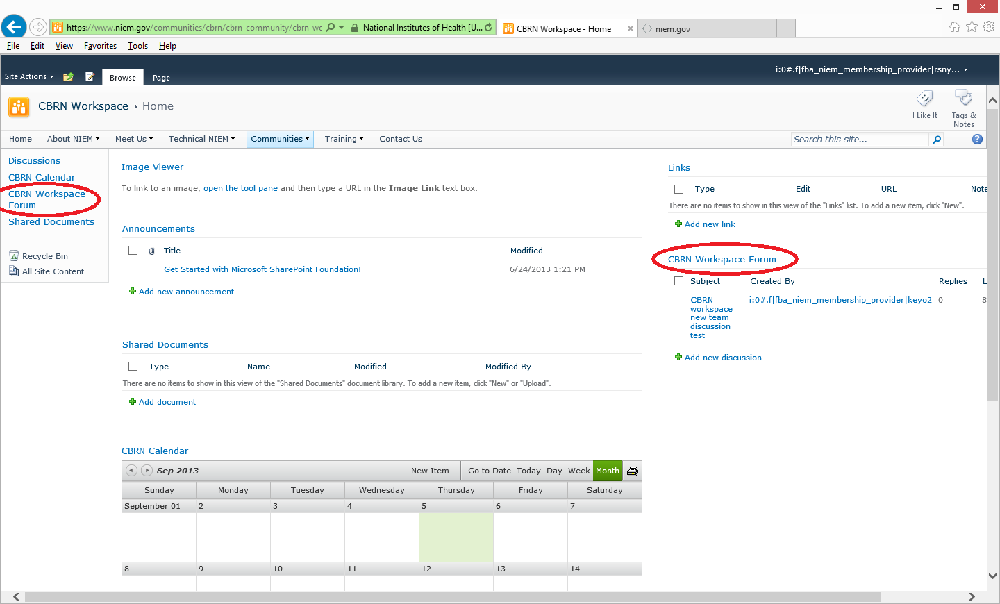 https://www.niem.gov/communities/cbrn/cbrn-community/cbrn-wc
National Institutes of Health [U...
CBRN Workspace - Home
niem.gov
File Edit View Favorites Tools Help
Site Actions
Browse
Page
i:0#.f|fba_niem_membership_provider|rsny...
CBRN Workspace
Home
I Like It
Tags &
Notes
Home About NIEM Meet Us Technical NIEM Communities Training Contact Us
Search this site...
Discussions
CBRN Calendar
CBRN Workspace
Forum
Shared Documents
Recycle Bin
All Site Content
Image Viewer
To link to an image, open the tool pane and then type a URL in the Image Link text box.
Announcements
Title Modified
Get Started with Microsoft SharePoint Foundation! 6/24/2013 1:21 PM
Add new announcement
Shared Documents
Type Name Modified Modified By
There are no items to show in this view of the "Shared Documents" document library. To add a new item, click "New" or "Upload".
Add document
CBRN Calendar
Sep 2013 New Item Go to Date Today Day Week Month
Sunday Monday Tuesday Wednesday Thursday Friday Saturday
September 01 2 3 4 5 6 7
8 9 10 11 12 13 14
Links
Type Edit URL Note
There are no items to show in this view of the "Links" list. To add a new item, click "New".
Add new link
CBRN Workspace Forum
Subject Created By Replies L
CBRN i:0#.f|fba_niem_membership_provider|keyo2 0 8
workspace
new team
discussion
test
Add new discussion